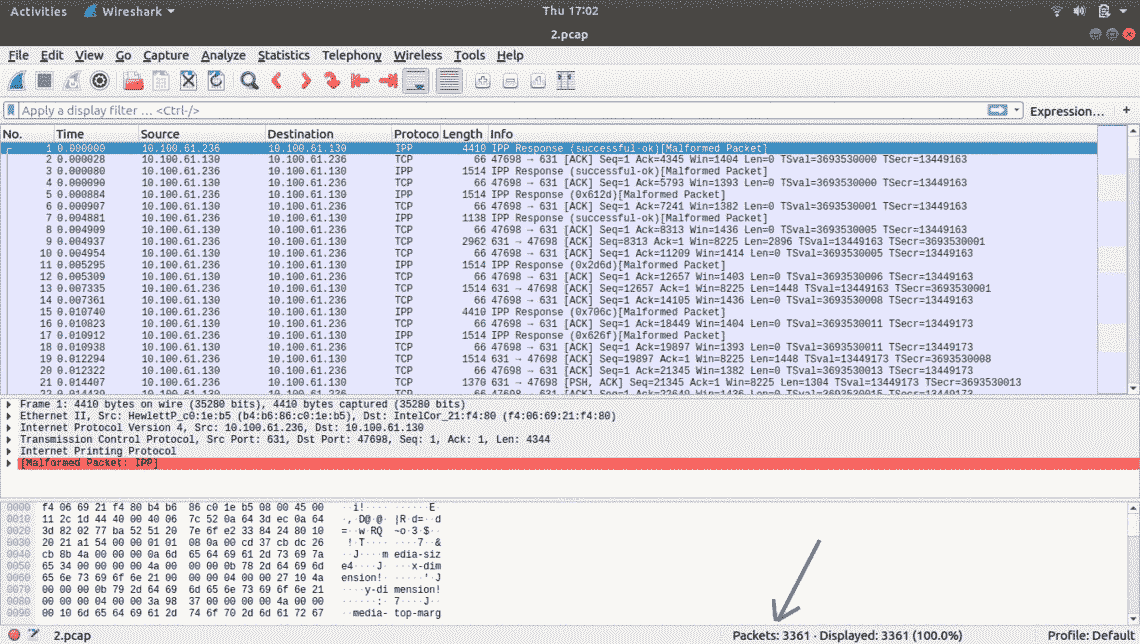 Activities Wireshark Thu 17:02
2.pcap
File Edit View Go Capture Analyze Statistics Telephony Wireless Tools Help
Apply a display filter ... <Ctrl-/> Expression... +
No. Time Source Destination Protoco Length Info
1 0.000000 10.100.61.236 10.100.61.130 IPP 4410 IPP Response (successful-ok)[Malformed Packet]
2 0.000028 10.100.61.130 10.100.61.236 TCP 66 47698 → 631 [ACK] Seq=1 Ack=4345 Win=1404 Len=0 TSval=3693530000 TSecr=13449163
3 0.000080 10.100.61.236 10.100.61.130 IPP 1514 IPP Response (successful-ok)[Malformed Packet]
4 0.000090 10.100.61.130 10.100.61.236 TCP 66 47698 → 631 [ACK] Seq=1 Ack=5793 Win=1393 Len=0 TSval=3693530000 TSecr=13449163
5 0.000884 10.100.61.236 10.100.61.130 IPP 1514 IPP Response (0x612d)[Malformed Packet]
6 0.000907 10.100.61.130 10.100.61.236 TCP 66 47698 → 631 [ACK] Seq=1 Ack=7241 Win=1382 Len=0 TSval=3693530001 TSecr=13449163
7 0.004881 10.100.61.236 10.100.61.130 IPP 1138 IPP Response (successful-ok)[Malformed Packet]
8 0.004909 10.100.61.130 10.100.61.236 TCP 66 47698 → 631 [ACK] Seq=1 Ack=8313 Win=1436 Len=0 TSval=3693530005 TSecr=13449163
9 0.004937 10.100.61.236 10.100.61.130 TCP 2962 631 → 47698 [ACK] Seq=8313 Ack=1 Win=8225 Len=2896 TSval=13449163 TSecr=3693530001
10 0.004954 10.100.61.130 10.100.61.236 TCP 66 47698 → 631 [ACK] Seq=1 Ack=11209 Win=1414 Len=0 TSval=3693530005 TSecr=13449163
11 0.005295 10.100.61.236 10.100.61.130 IPP 1514 IPP Response (0x2d6d)[Malformed Packet]
12 0.005309 10.100.61.130 10.100.61.236 TCP 66 47698 → 631 [ACK] Seq=1 Ack=12657 Win=1403 Len=0 TSval=3693530006 TSecr=13449163
13 0.007335 10.100.61.236 10.100.61.130 TCP 1514 631 → 47698 [ACK] Seq=12657 Ack=1 Win=8225 Len=1448 TSval=13449163 TSecr=3693530001
14 0.007361 10.100.61.130 10.100.61.236 TCP 66 47698 → 631 [ACK] Seq=1 Ack=14105 Win=1436 Len=0 TSval=3693530008 TSecr=13449163
15 0.010740 10.100.61.236 10.100.61.130 IPP 4410 IPP Response (0x706c)[Malformed Packet]
16 0.010823 10.100.61.130 10.100.61.236 TCP 66 47698 → 631 [ACK] Seq=1 Ack=18449 Win=1404 Len=0 TSval=3693530011 TSecr=13449173
17 0.010912 10.100.61.236 10.100.61.130 IPP 1514 IPP Response (0x626f)[Malformed Packet]
18 0.010938 10.100.61.130 10.100.61.236 TCP 66 47698 → 631 [ACK] Seq=1 Ack=19897 Win=1393 Len=0 TSval=3693530011 TSecr=13449173
19 0.012294 10.100.61.236 10.100.61.130 TCP 1514 631 → 47698 [ACK] Seq=19897 Ack=1 Win=8225 Len=1448 TSval=13449173 TSecr=3693530008
20 0.012322 10.100.61.130 10.100.61.236 TCP 66 47698 → 631 [ACK] Seq=1 Ack=21345 Win=1382 Len=0 TSval=3693530013 TSecr=13449173
21 0.014407 10.100.61.236 10.100.61.130 TCP 1370 631 → 47698 [PSH, ACK] Seq=21345 Ack=1 Win=8225 Len=1304 TSval=13449173 TSecr=3693530013
Frame 1: 4410 bytes on wire (35280 bits), 4410 bytes captured (35280 bits)
Ethernet II, Src: HewlettP_c0:1e:b5 (b4:b6:86:c0:1e:b5), Dst: IntelCor_21:f4:80 (f4:06:69:21:f4:80)
Internet Protocol Version 4, Src: 10.100.61.236, Dst: 10.100.61.130
Transmission Control Protocol, Src Port: 631, Dst Port: 47698, Seq: 1, Ack: 1, Len: 4344
Internet Printing Protocol
[Malformed Packet: IPP]
0000 f4 06 69 21 f4 80 b4 b6 86 c0 1e b5 08 00 45 00 ··i!···· ······E·
0010 11 2c 1d 44 40 00 40 06 7c 52 0a 64 3d ec 0a 64 ·,·D@·@· |R·d=··d
0020 3d 82 02 77 ba 52 51 20 7e 6f e2 33 84 24 80 10 =··w·RQ  ~o·3·$··
0030 20 21 a1 54 00 00 01 01 08 0a 00 cd 37 cb dc 26  !·T···· ····7··&
0040 cb 8b 4a 00 00 00 0a 6d 65 64 69 61 2d 73 69 7a ··J····m edia-siz
0050 65 34 00 00 00 00 4a 00 00 00 0b 78 2d 64 69 6d e4····J· ···x-dim
0060 65 6e 73 69 6f 6e 21 00 00 00 04 00 00 27 10 4a ension!· ·····'·J
0070 00 00 00 0b 79 2d 64 69 6d 65 6e 73 69 6f 6e 21 ····y-di mension!
0080 00 00 00 04 00 00 3a 98 37 00 00 00 00 4a 00 00 ······:· 7····J··
0090 00 10 6d 65 64 69 61 2d 74 6f 70 2d 6d 61 72 67 ··media- top-marg
2.pcap Packets: 3361 · Displayed: 3361 (100.0%) Profile: Default